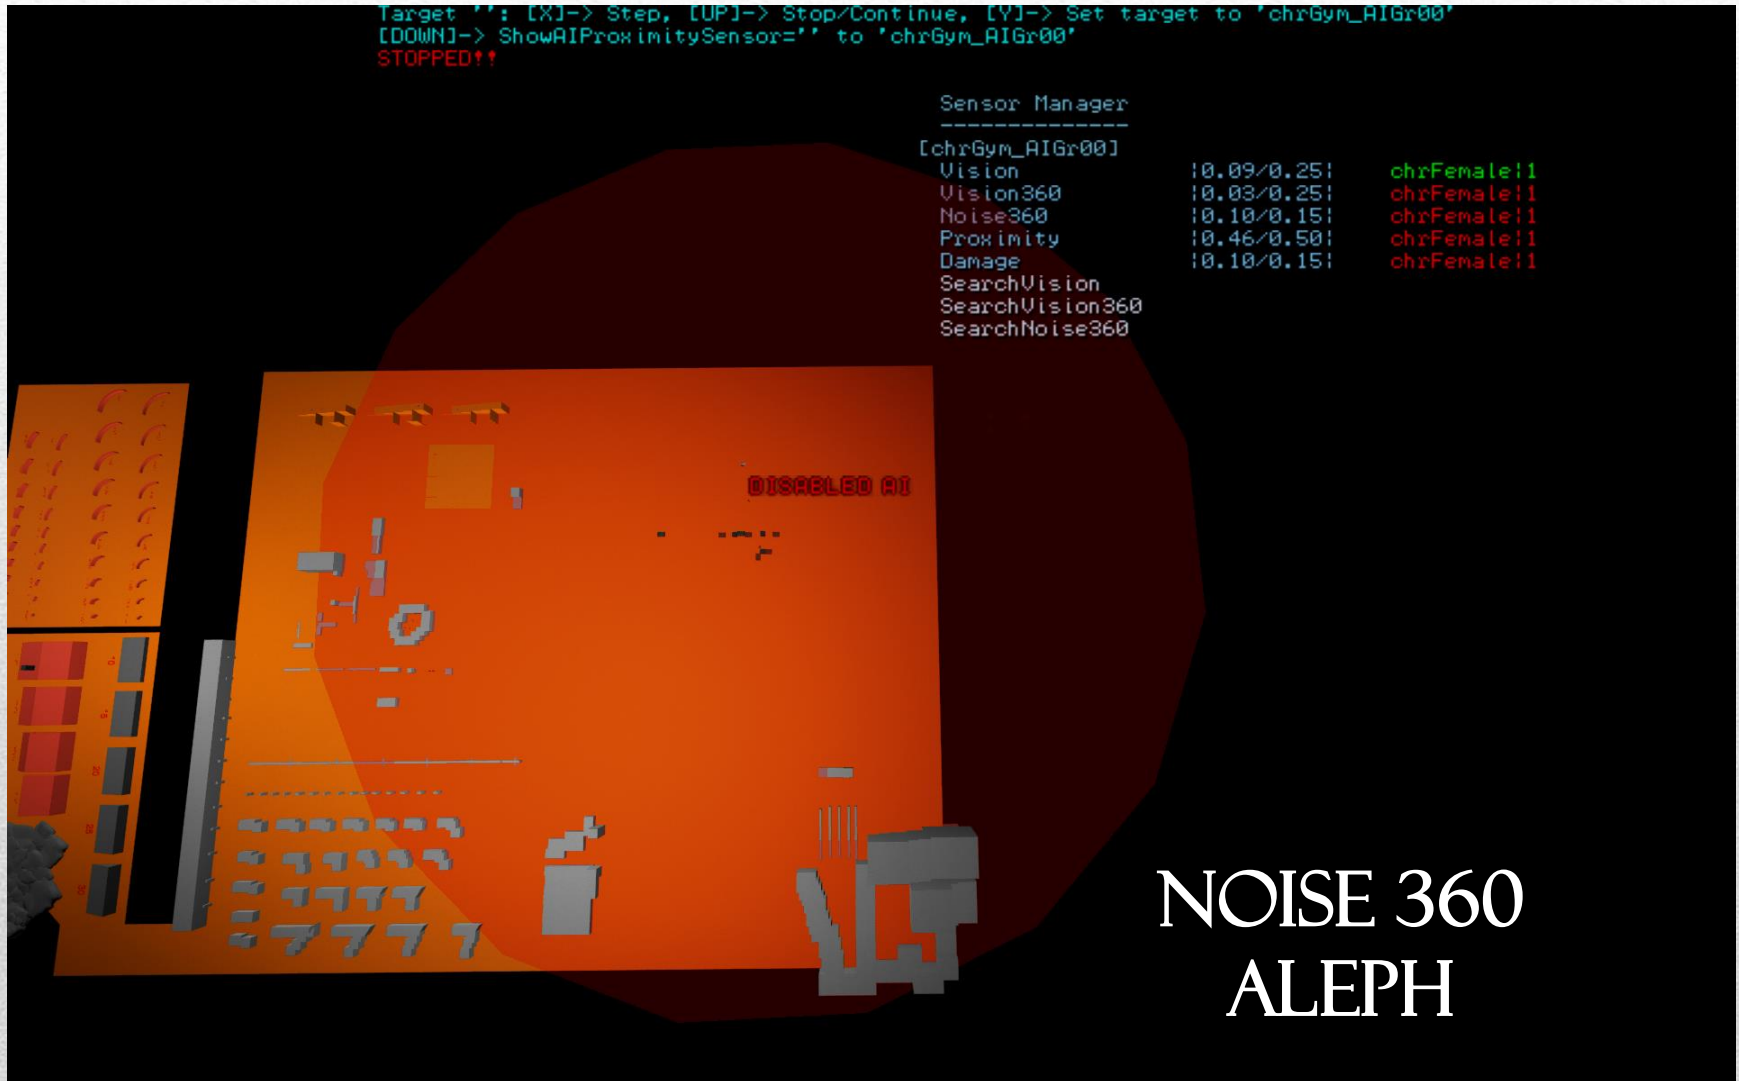 Target '': [X]-> Step, [UP]-> Stop/Continue, [Y]-> Set target to 'chrGym_AIGr00'
[DOWN]-> ShowAIProximitySensor='' to 'chrGym_AIGr00'
STOPPED!!
Sensor Manager
--------------
[chrGym_AIGr00]
Vision |0.09/0.25| chrFemale|1
Vision360 |0.03/0.25| chrFemale|1
Noise360 |0.10/0.15| chrFemale|1
Proximity |0.46/0.50| chrFemale|1
Damage |0.10/0.15| chrFemale|1
SearchVision
SearchVision360
SearchNoise360
DISABLED AI
NOISE 360
ALEPH